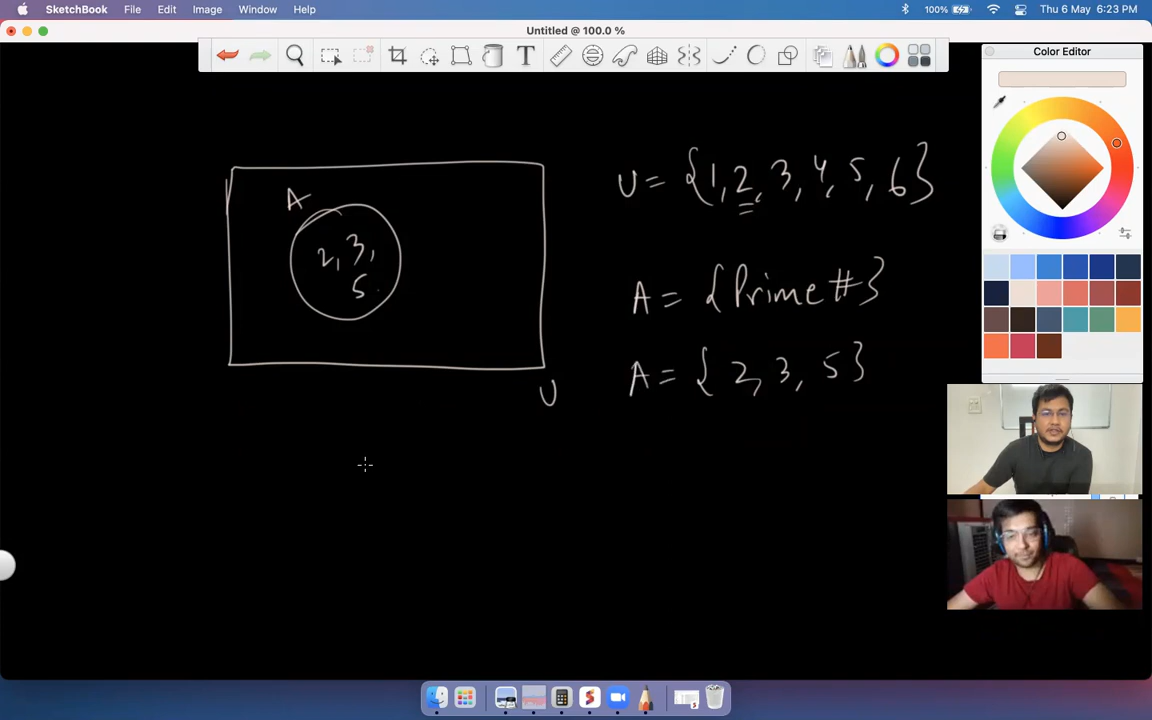 SketchBook File Edit Image Window Help 100% Thu 6 May 6:23 PM
Untitled @ 100.0 %
Color Editor
U = {1, 2, 3, 4, 5, 6}
A
2, 3,
5
A = {Prime #}
A = { 2, 3, 5}
U